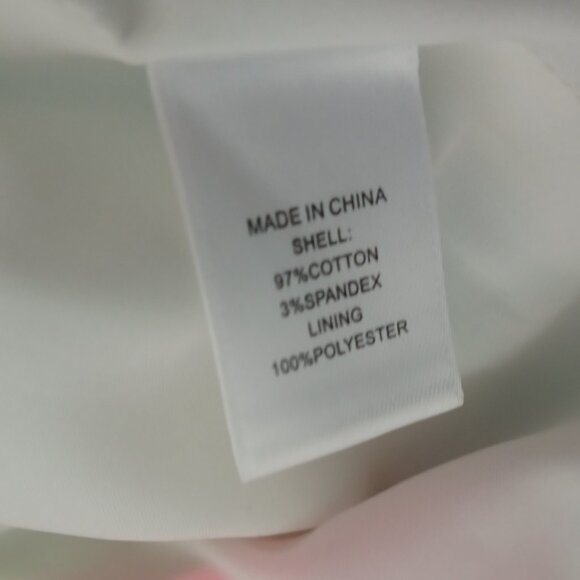 MADE IN CHINA
SHELL:
97%COTTON
3%SPANDEX
LINING
100%POLYESTER